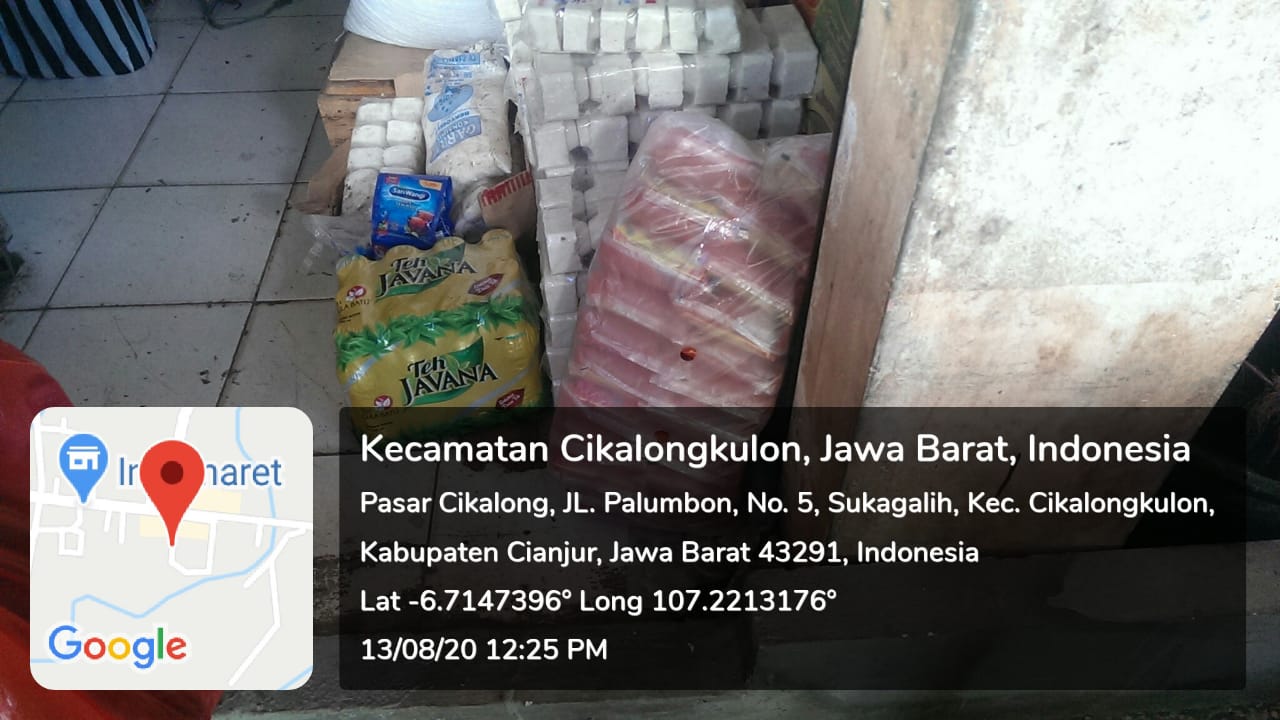 SariWangi
Teh
JAVANA
Teh
JAVANA
Kecamatan Cikalongkulon, Jawa Barat, Indonesia
Pasar Cikalong, JL. Palumbon, No. 5, Sukagalih, Kec. Cikalongkulon,
Kabupaten Cianjur, Jawa Barat 43291, Indonesia
Lat -6.7147396° Long 107.2213176°
13/08/20 12:25 PM
Google